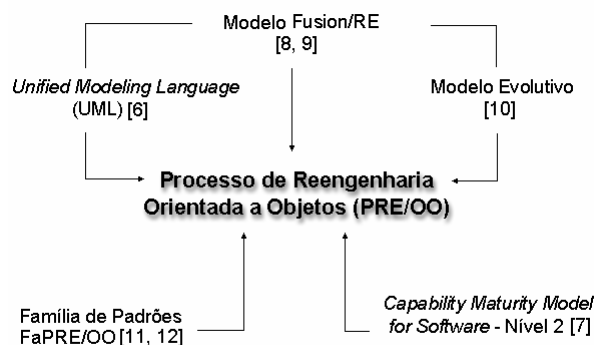 Modelo Fusion/RE
[8, 9]
Unified Modeling Language
(UML) [6]
Modelo Evolutivo
[10]
Processo de Reengenharia
Orientada a Objetos (PRE/OO)
Família de Padrões
FaPRE/OO [11, 12]
Capability Maturity Model
for Software - Nível 2 [7]